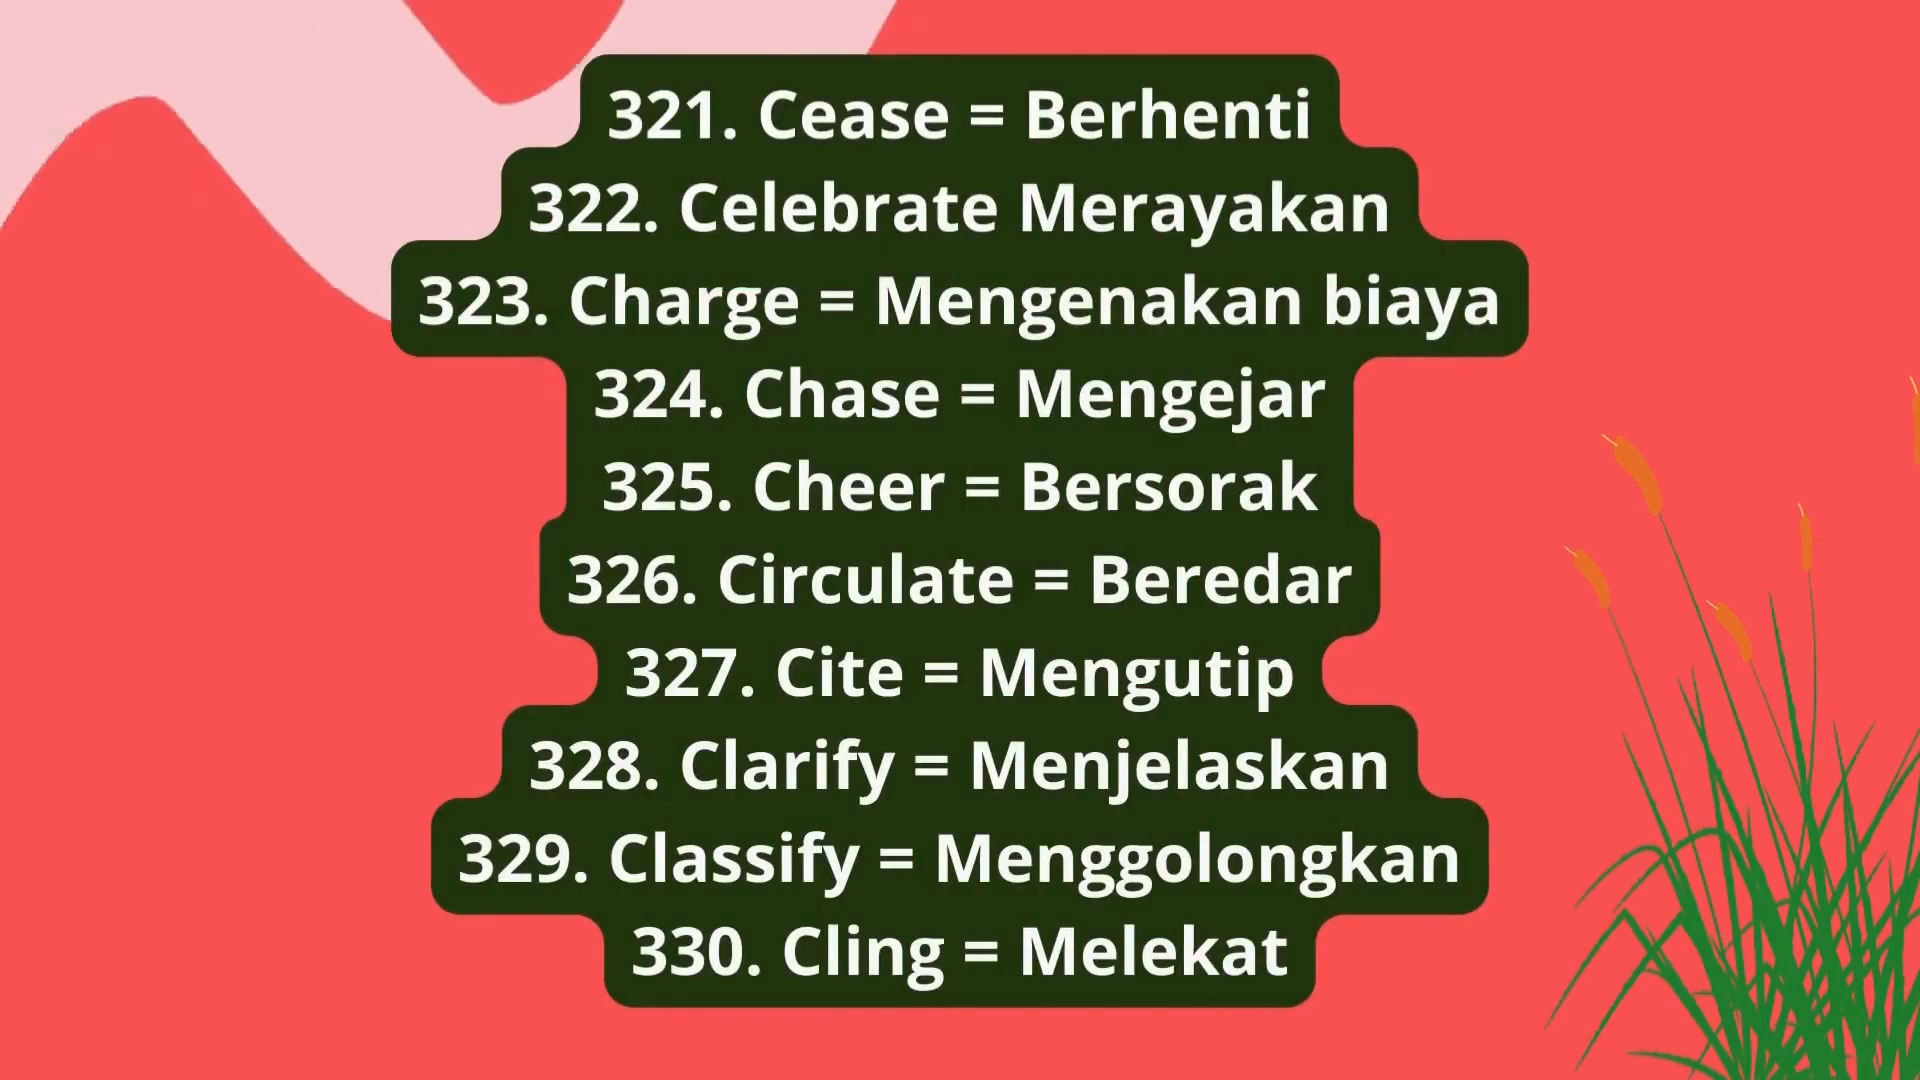 321. Cease = Berhenti
322. Celebrate Merayakan
323. Charge = Mengenakan biaya
324. Chase = Mengejar
325. Cheer = Bersorak
326. Circulate = Beredar
327. Cite = Mengutip
328. Clarify = Menjelaskan
329. Classify = Menggolongkan
330. Cling = Melekat